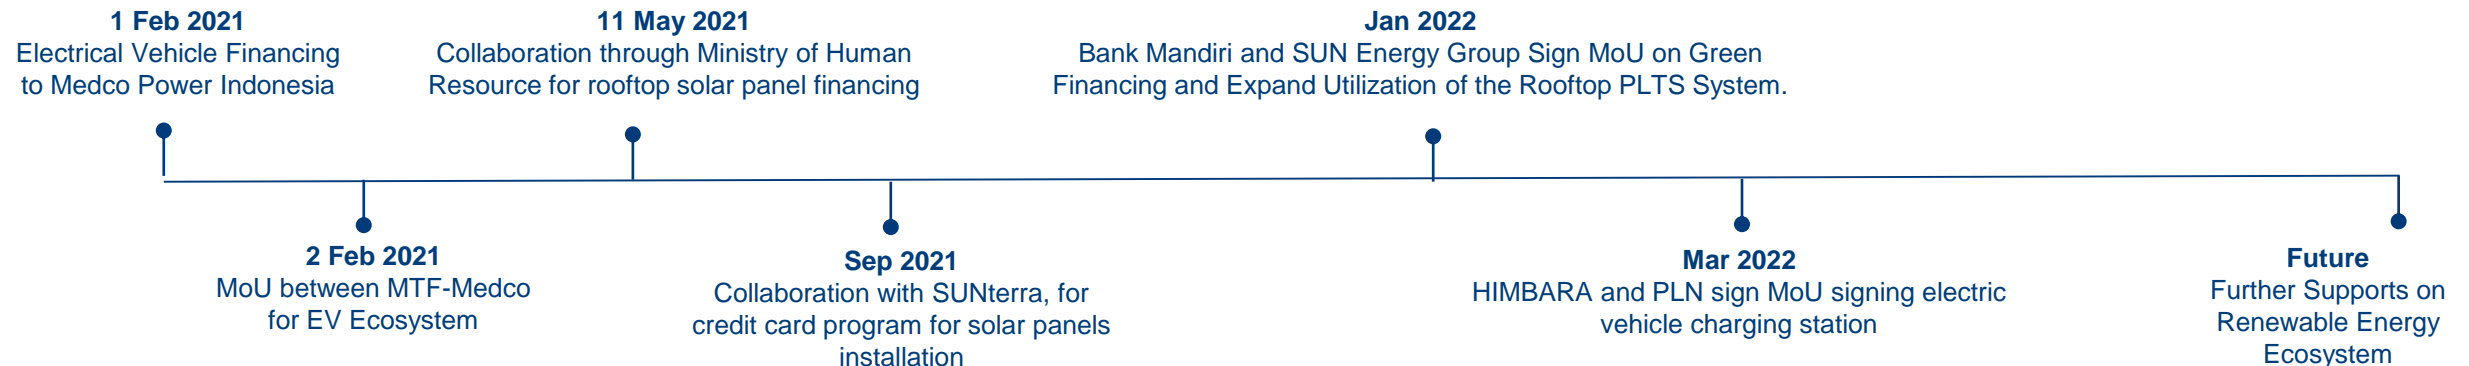 1 Feb 2021
Electrical Vehicle Financing
to Medco Power Indonesia
11 May 2021
Collaboration through Ministry of Human
Resource for rooftop solar panel financing
Jan 2022
Bank Mandiri and SUN Energy Group Sign MoU on Green
Financing and Expand Utilization of the Rooftop PLTS System.
2 Feb 2021
MoU between MTF-Medco
for EV Ecosystem
Sep 2021
Collaboration with SUNterra, for
credit card program for solar panels
installation
Mar 2022
HIMBARA and PLN sign MoU signing electric
vehicle charging station
Future
Further Supports on
Renewable Energy
Ecosystem